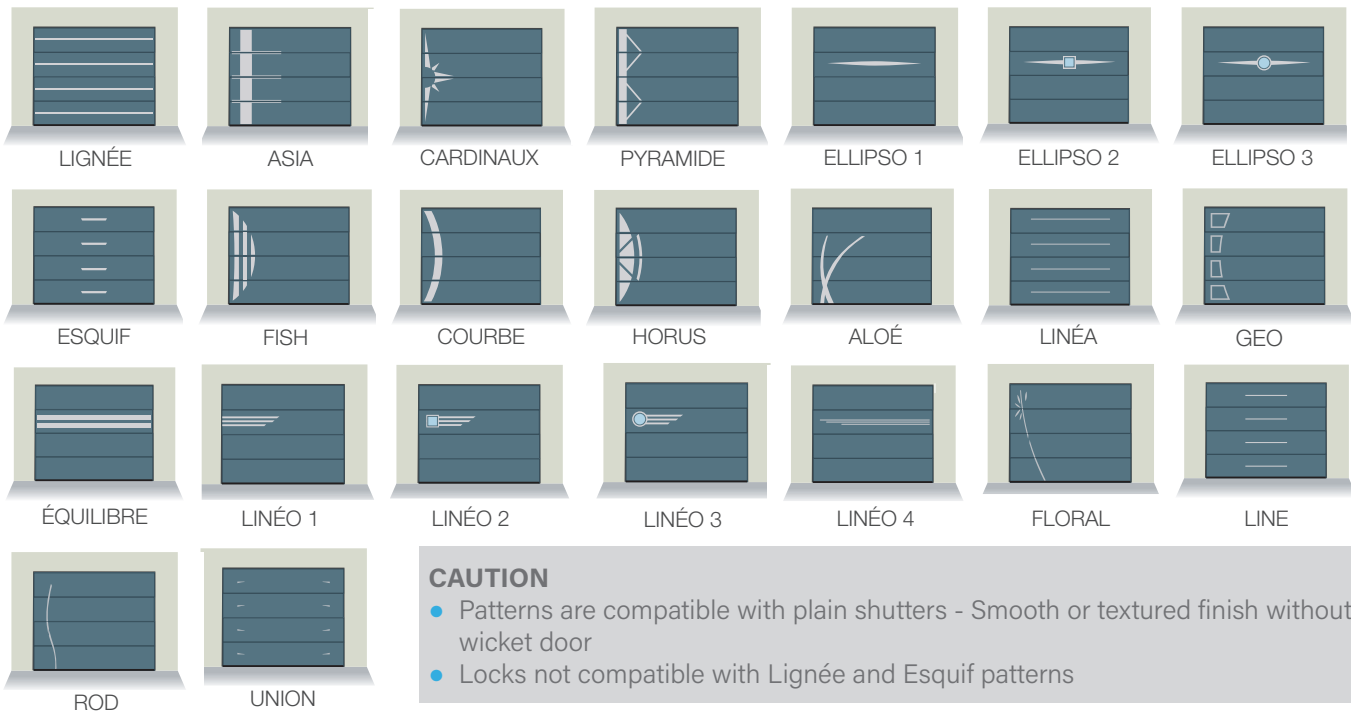 LIGNÉE
ASIA
CARDINAUX
PYRAMIDE
ELLIPSO 1
ELLIPSO 2
ELLIPSO 3
ESQUIF
FISH
COURBE
HORUS
ALOÉ
LINÉA
GEO
ÉQUILIBRE
LINÉO 1
LINÉO 2
LINÉO 3
LINÉO 4
FLORAL
LINE
ROD
UNION
CAUTION
● Patterns are compatible with plain shutters - Smooth or textured finish without
wicket door
● Locks not compatible with Lignée and Esquif patterns